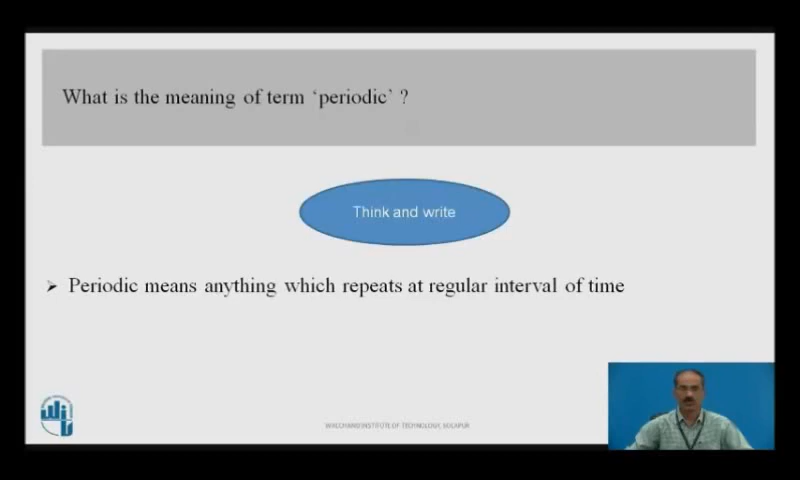 What is the meaning of term ‘periodic’ ?
Think and write
➢ Periodic means anything which repeats at regular interval of time
WALCHAND INSTITUTE OF TECHNOLOGY, SOLAPUR